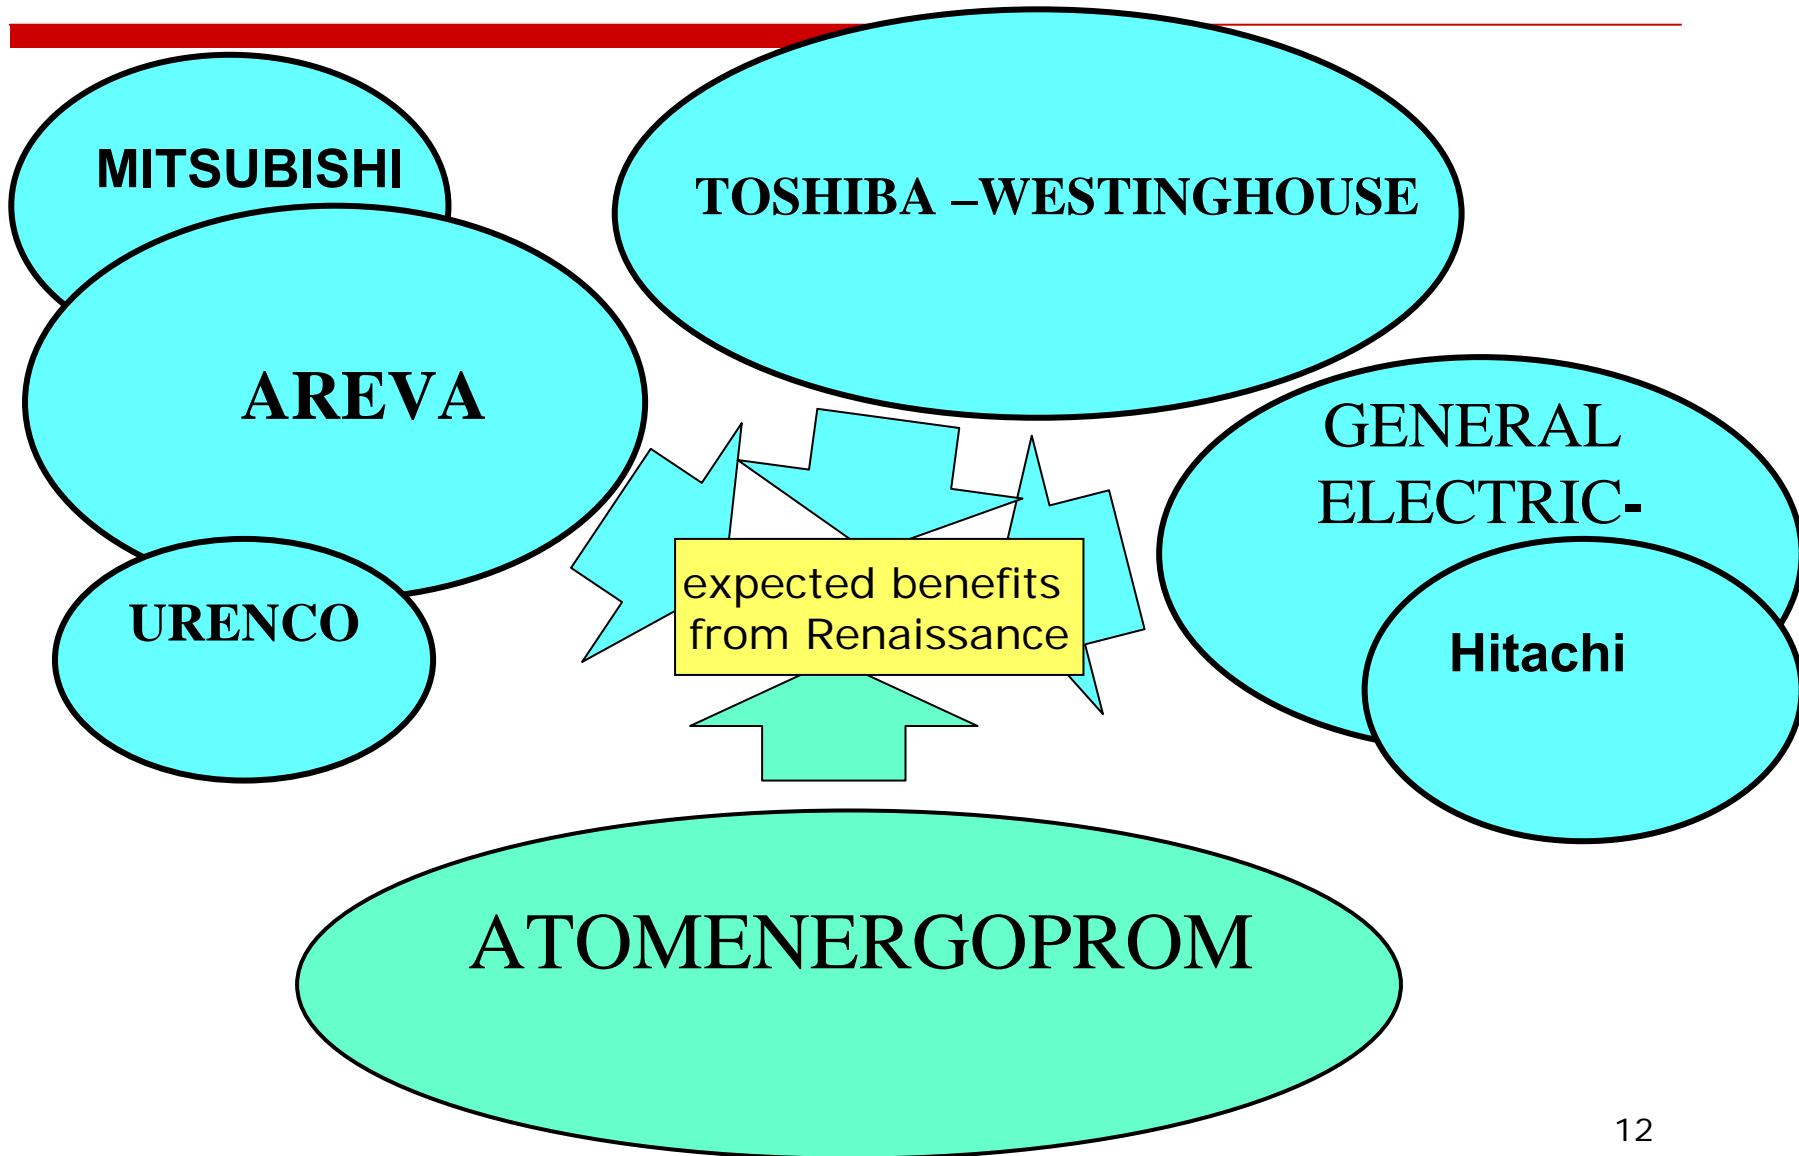 MITSUBISHI
TOSHIBA –WESTINGHOUSE
AREVA
GENERAL
ELECTRIC-
URENCO
expected benefits
from Renaissance
Hitachi
ATOMENERGOPROM
12